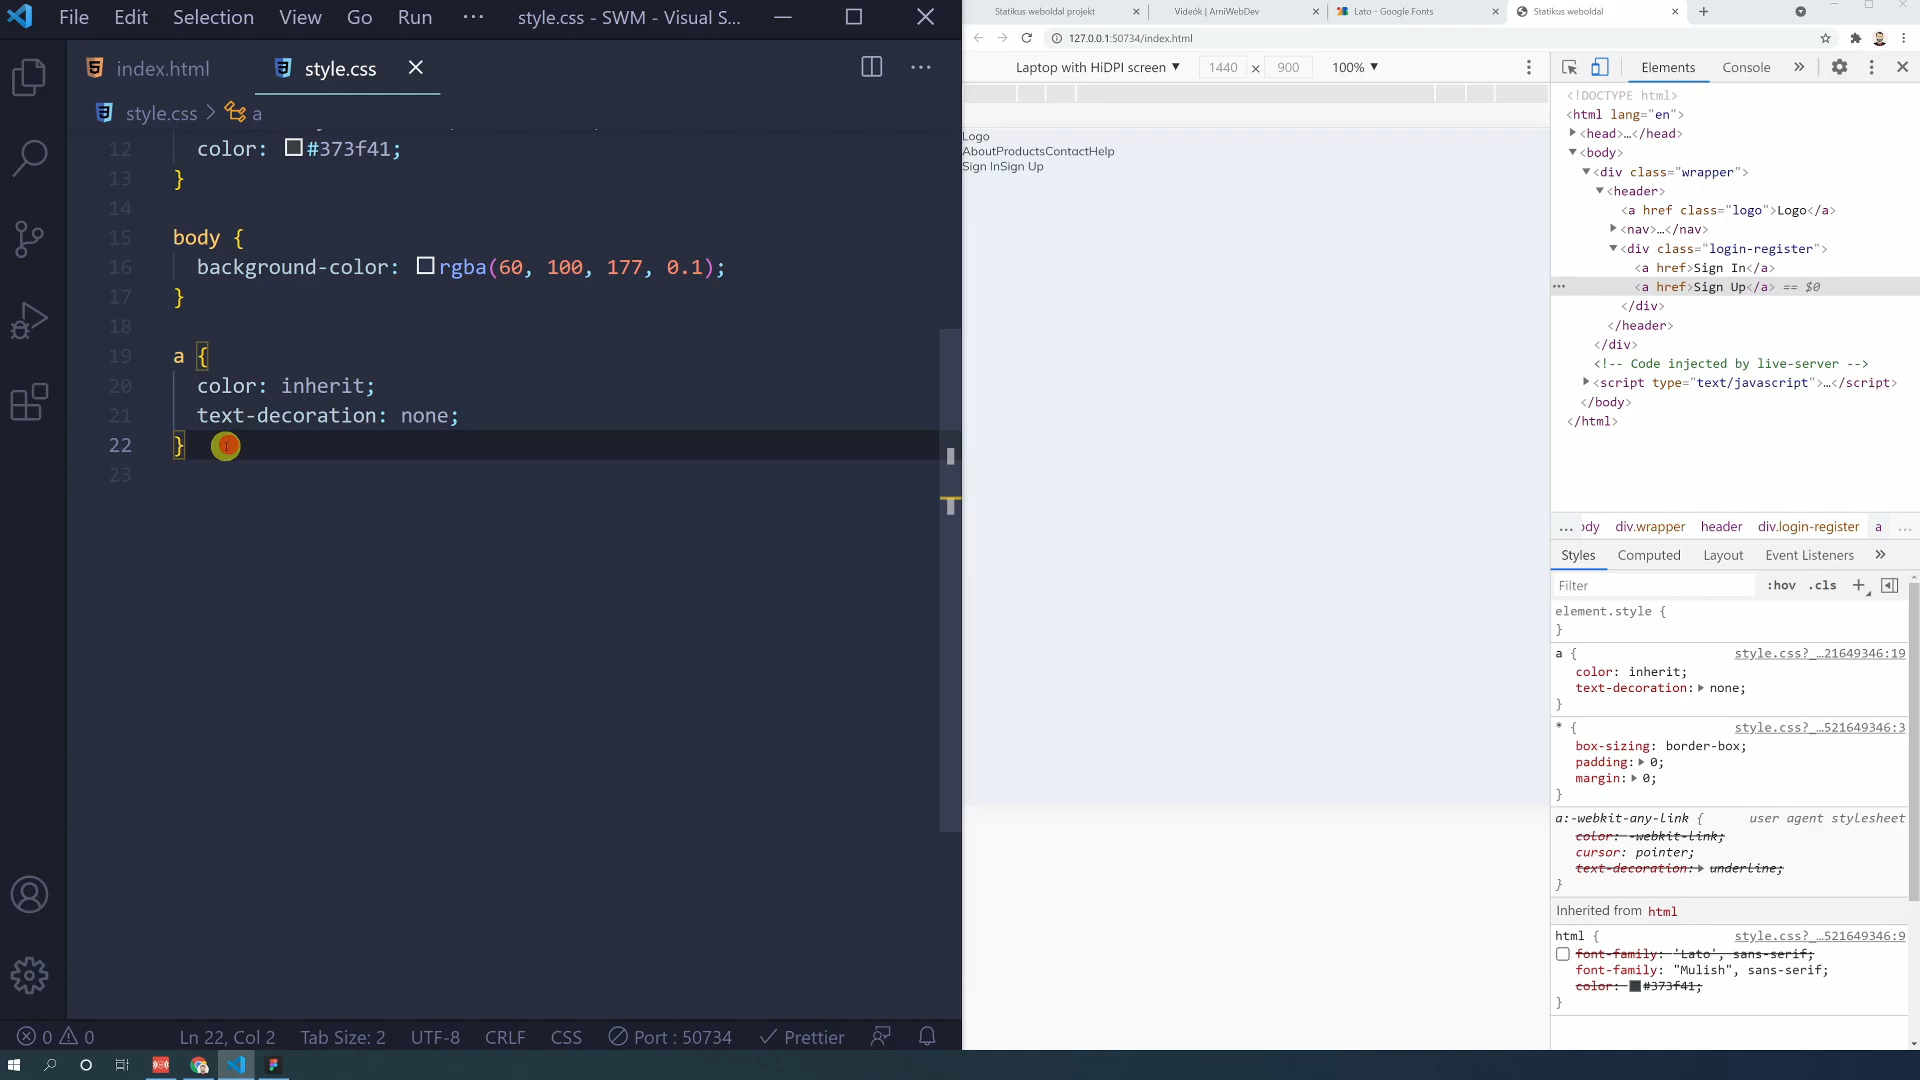 File Edit Selection View Go Run ··· style.css - SWM - Visual S...
index.html style.css
style.css > a
12 color: #373f41;
13 }
14
15 body {
16 background-color: rgba(60, 100, 177, 0.1);
17 }
18
19 a {
20 color: inherit;
21 text-decoration: none;
22 }
23
0 0 Ln 22, Col 2 Tab Size: 2 UTF-8 CRLF CSS Port : 50734 Prettier
Statikus weboldal projekt Videók | ArniWebDev Lato - Google Fonts Statikus weboldal
127.0.0.1:50734/index.html
Laptop with HiDPI screen 1440 × 900 100%
Logo
AboutProductsContactHelp
Sign InSign Up
Elements Console »
<!DOCTYPE html>
<html lang="en">
<head>…</head>
<body>
<div class="wrapper">
<header>
<a href class="logo">Logo</a>
<nav>…</nav>
<div class="login-register">
<a href>Sign In</a>
<a href>Sign Up</a> == $0
</div>
</header>
</div>
<!-- Code injected by live-server -->
<script type="text/javascript">…</script>
</body>
</html>
... ody div.wrapper header div.login-register a ...
Styles Computed Layout Event Listeners »
Filter :hov .cls +
element.style {
}
a { style.css?_…21649346:19
color: inherit;
text-decoration: none;
}
* { style.css?_…521649346:3
box-sizing: border-box;
padding: 0;
margin: 0;
}
a:-webkit-any-link { user agent stylesheet
color: -webkit-link;
cursor: pointer;
text-decoration: underline;
}
Inherited from html
html { style.css?_…521649346:9
font-family: 'Lato', sans-serif;
font-family: "Mulish", sans-serif;
color: #373f41;
}